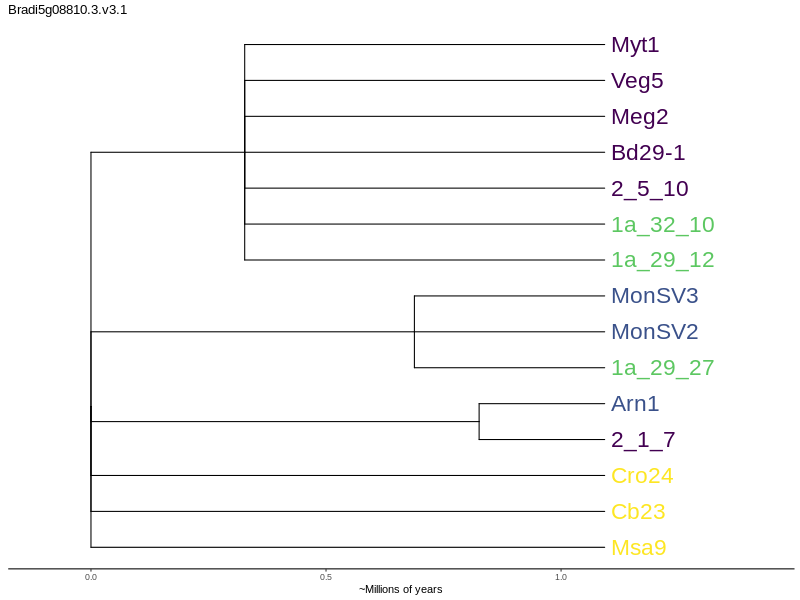 Bradi5g08810.3.v3.1
Myt1
Veg5
Meg2
Bd29-1
2_5_10
1a_32_10
1a_29_12
MonSV3
MonSV2
1a_29_27
Arn1
2_1_7
Cro24
Cb23
Msa9
0.0 0.5 1.0
~Millions of years